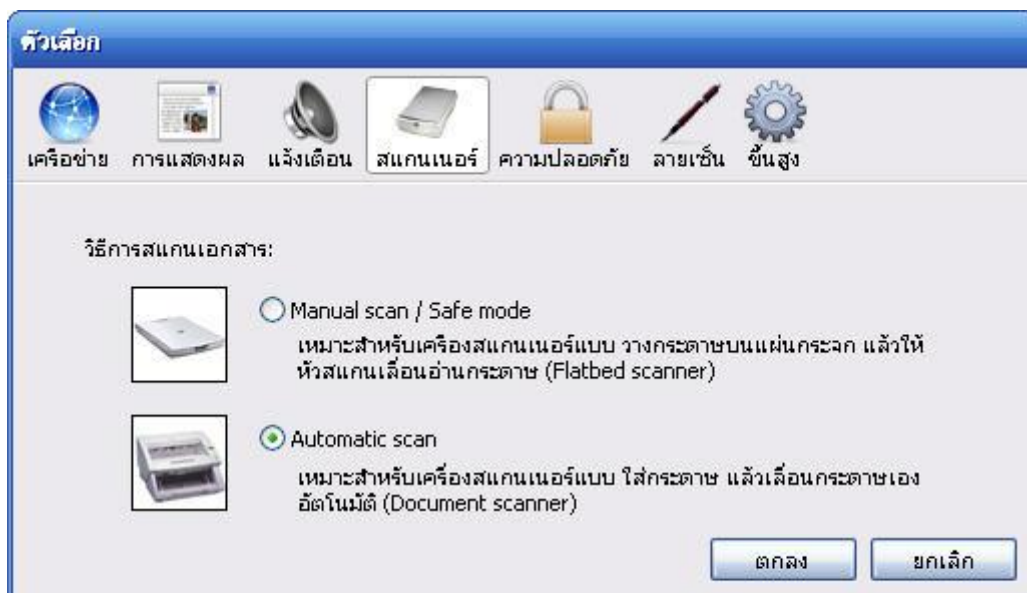 ตัวเลือก
เครือข่าย การแสดงผล แจ้งเตือน สแกนเนอร์ ความปลอดภัย ลายเซ็น ขั้นสูง
วิธีการสแกนเอกสาร:
Manual scan / Safe mode
เหมาะสำหรับเครื่องสแกนเนอร์แบบ วางกระดาษบนแผ่นกระจก แล้วให้
หัวสแกนเลื่อนอ่านกระดาษ (Flatbed scanner)
Automatic scan
เหมาะสำหรับเครื่องสแกนเนอร์แบบ ใส่กระดาษ แล้วเลื่อนกระดาษเอง
อัตโนมัติ (Document scanner)
ตกลง ยกเลิก